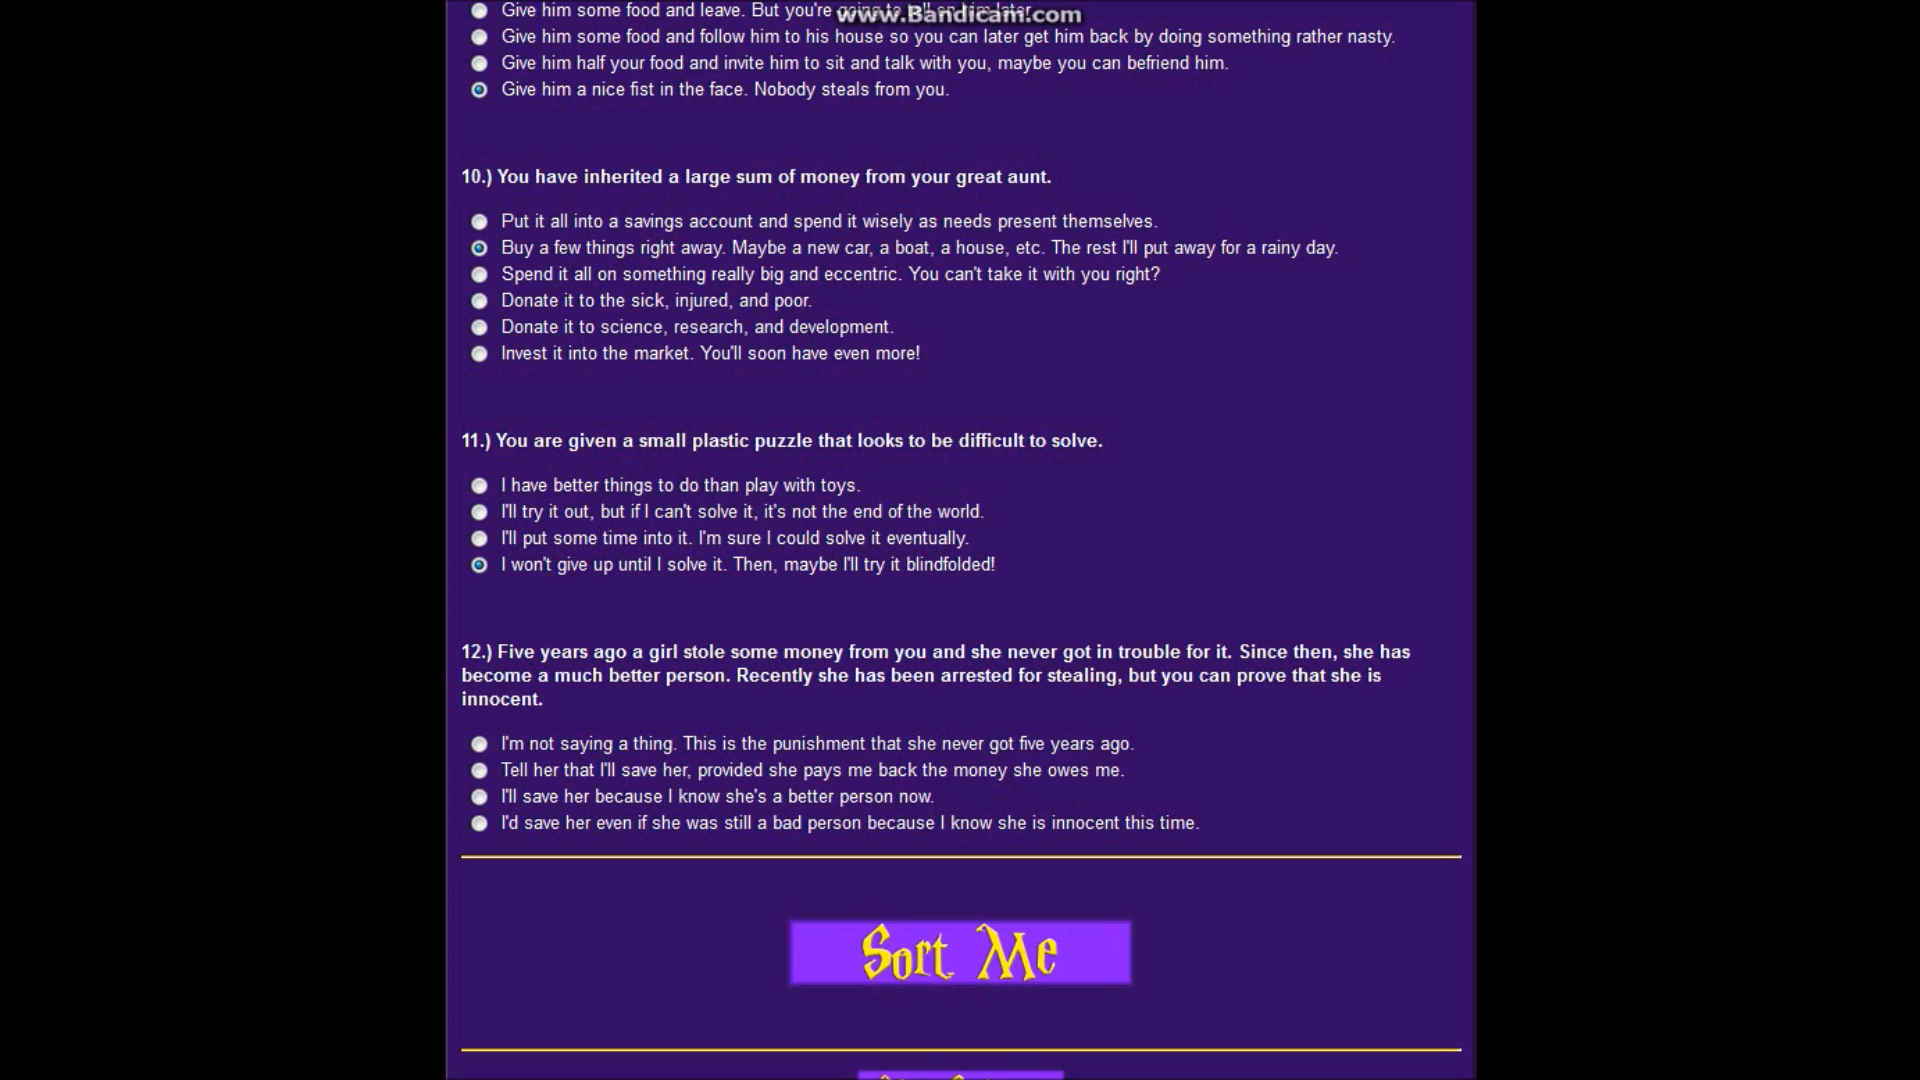 Give him some food and leave. But you're going to tell on him later.
www.Bandicam.com
Give him some food and follow him to his house so you can later get him back by doing something rather nasty.
Give him half your food and invite him to sit and talk with you, maybe you can befriend him.
Give him a nice fist in the face. Nobody steals from you.
10.) You have inherited a large sum of money from your great aunt.
Put it all into a savings account and spend it wisely as needs present themselves.
Buy a few things right away. Maybe a new car, a boat, a house, etc. The rest I'll put away for a rainy day.
Spend it all on something really big and eccentric. You can't take it with you right?
Donate it to the sick, injured, and poor.
Donate it to science, research, and development.
Invest it into the market. You'll soon have even more!
11.) You are given a small plastic puzzle that looks to be difficult to solve.
I have better things to do than play with toys.
I'll try it out, but if I can't solve it, it's not the end of the world.
I'll put some time into it. I'm sure I could solve it eventually.
I won't give up until I solve it. Then, maybe I'll try it blindfolded!
12.) Five years ago a girl stole some money from you and she never got in trouble for it. Since then, she has
become a much better person. Recently she has been arrested for stealing, but you can prove that she is
innocent.
I'm not saying a thing. This is the punishment that she never got five years ago.
Tell her that I'll save her, provided she pays me back the money she owes me.
I'll save her because I know she's a better person now.
I'd save her even if she was still a bad person because I know she is innocent this time.
Sort Me